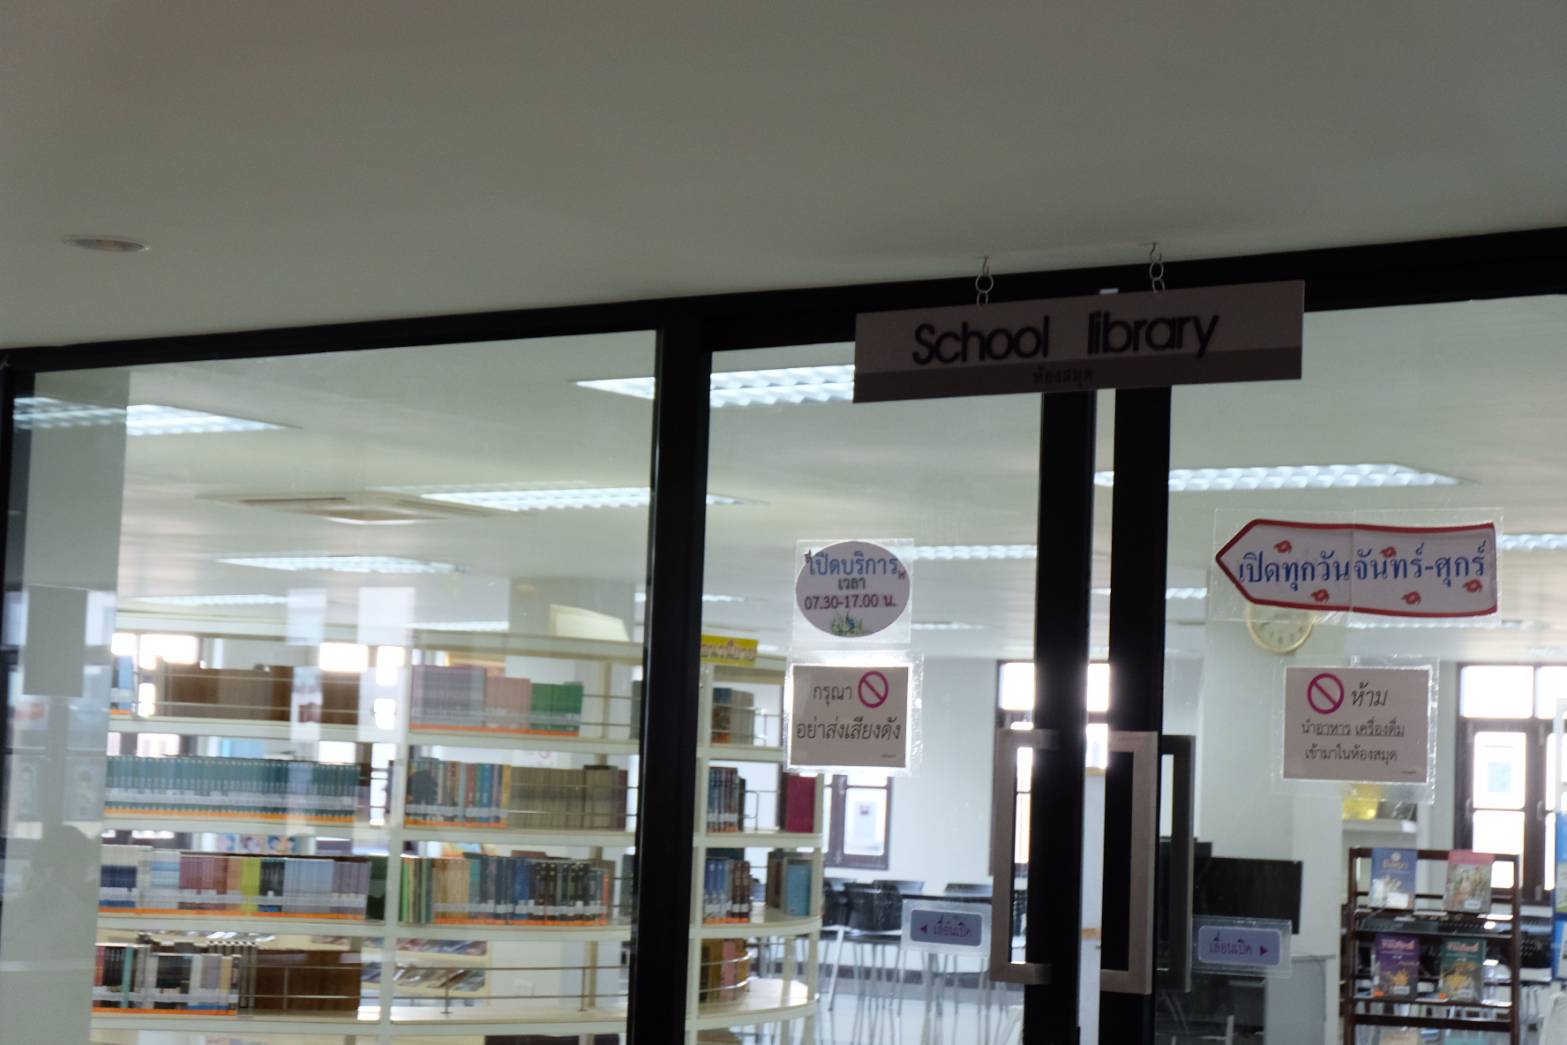 School library
ห้องสมุด
เปิดบริการ
เวลา
07.30-17.00 น.
กรุณา
อย่าส่งเสียงดัง
เปิดทุกวันจันทร์-ศุกร์
ห้าม
นำอาหาร เครื่องดื่ม
เข้ามาในห้องสมุด
เลื่อนเปิด
เลื่อนเปิด